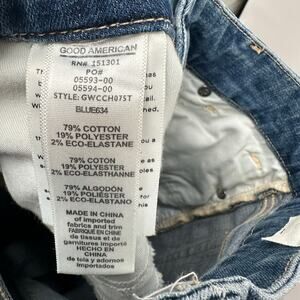 GOOD AMERICAN
RN# 151301
PO#
05593-00
05594-00
STYLE: GWCCH07ST
BLUE634
79% COTTON
19% POLYESTER
2% ECO-ELASTANE
79% COTON
19% POLYESTER
2% ECO-ELASTHANNE
79% ALGODÓN
19% POLIÉSTER
2% ECO-ELASTANO
MADE IN CHINA
of imported
fabrics and trim
FABRIQUÉ EN CHINE
de tissus et de
garnitures importés
HECHO EN CHINA
de tela y adornos
importados